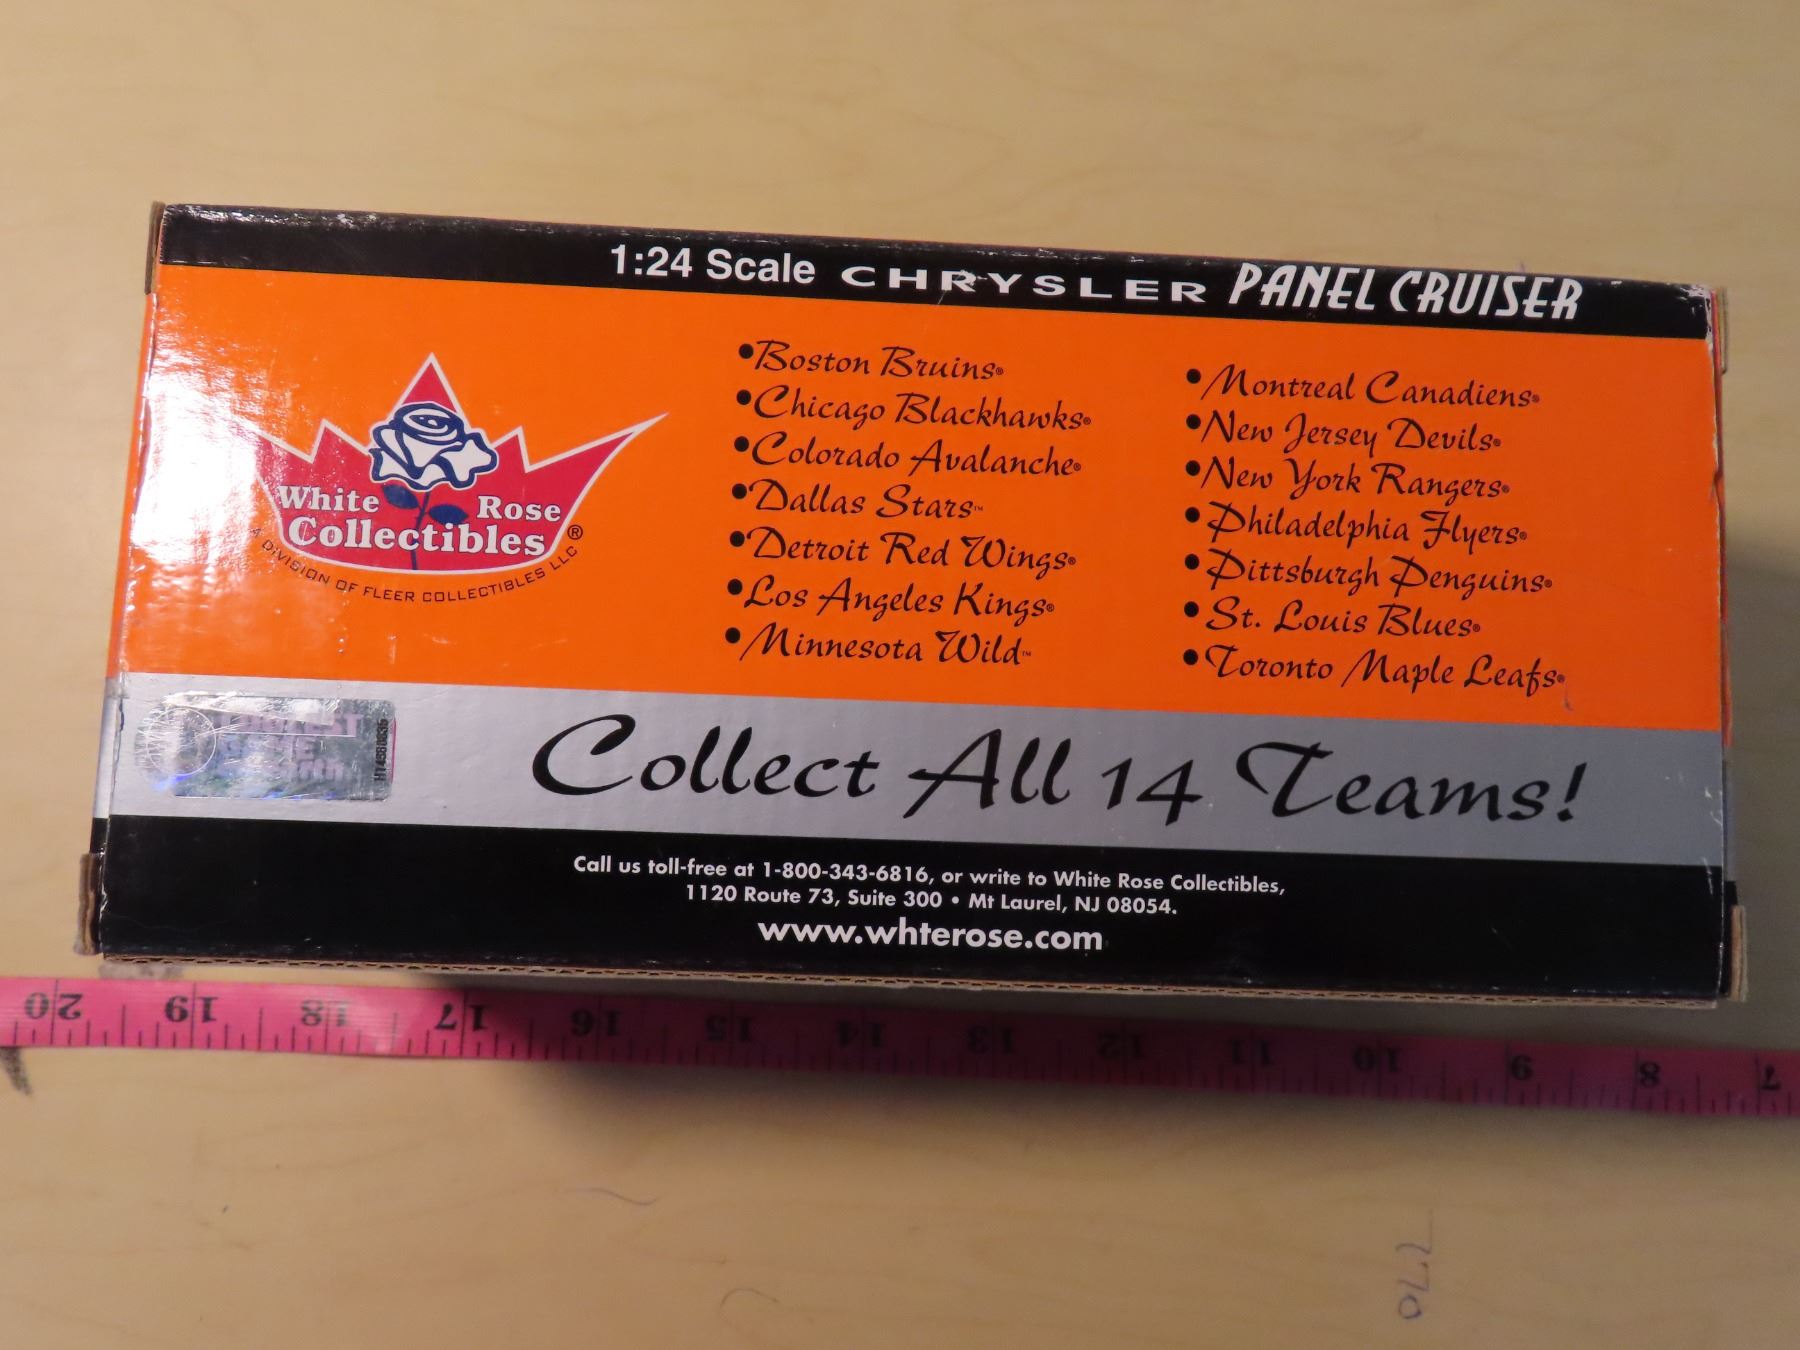 1:24 Scale CHRYSLER PANEL CRUISER
White Rose
Collectibles®
A DIVISION OF FLEER COLLECTIBLES LLC
•Boston Bruins®
•Chicago Blackhawks®
•Colorado Avalanche®
•Dallas Stars™
•Detroit Red Wings®
•Los Angeles Kings®
•Minnesota Wild™
•Montreal Canadiens®
•New Jersey Devils®
•New York Rangers®
•Philadelphia Flyers®
•Pittsburgh Penguins®
•St. Louis Blues®
•Toronto Maple Leafs®
Collect All 14 Teams!
Call us toll-free at 1-800-343-6816, or write to White Rose Collectibles,
1120 Route 73, Suite 300 • Mt Laurel, NJ 08054.
www.whterose.com
20 19 18 17 16 15 14 13 12 11 10 9 8 7